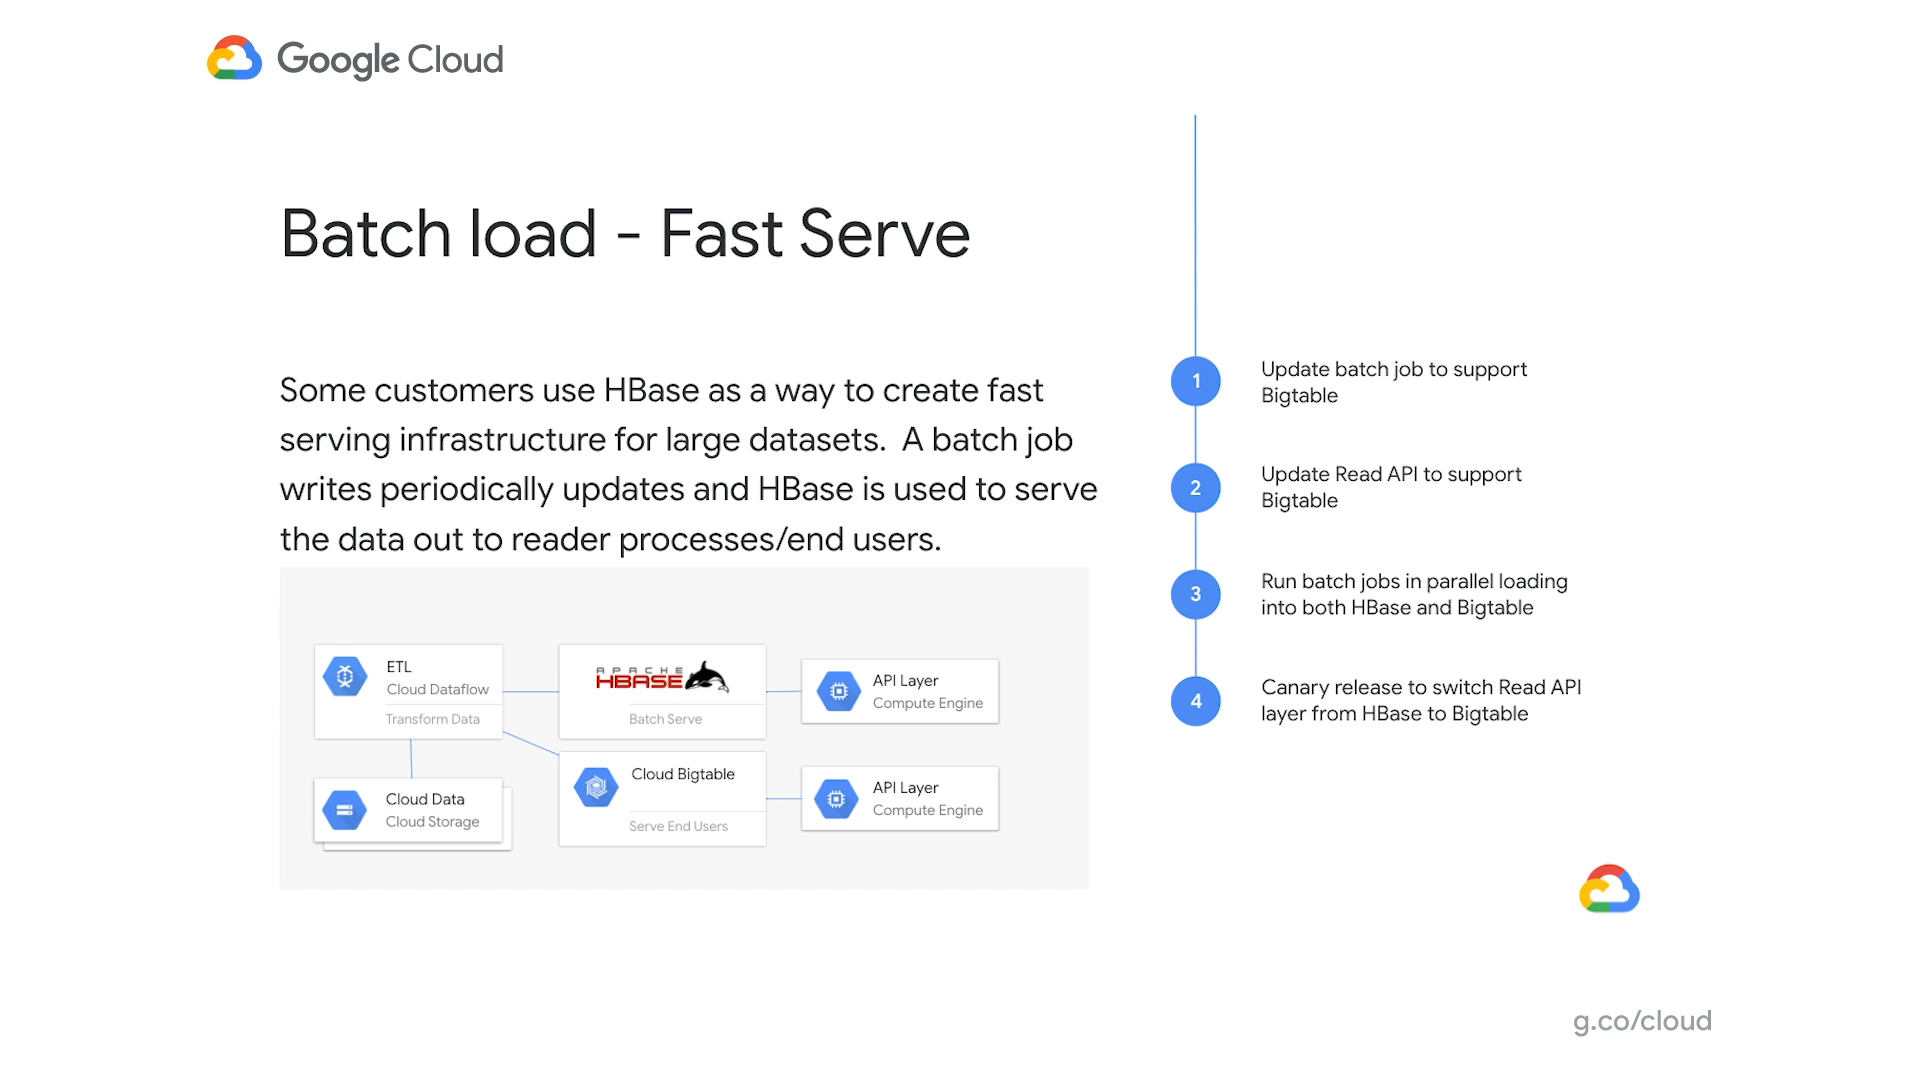 Google Cloud
Batch load - Fast Serve
Some customers use HBase as a way to create fast
serving infrastructure for large datasets.  A batch job
writes periodically updates and HBase is used to serve
the data out to reader processes/end users.
ETL
Cloud Dataflow
Transform Data
Cloud Data
Cloud Storage
APACHE
HBASE
Batch Serve
Cloud Bigtable
Serve End Users
API Layer
Compute Engine
API Layer
Compute Engine
1
Update batch job to support
Bigtable
2
Update Read API to support
Bigtable
3
Run batch jobs in parallel loading
into both HBase and Bigtable
4
Canary release to switch Read API
layer from HBase to Bigtable
g.co/cloud